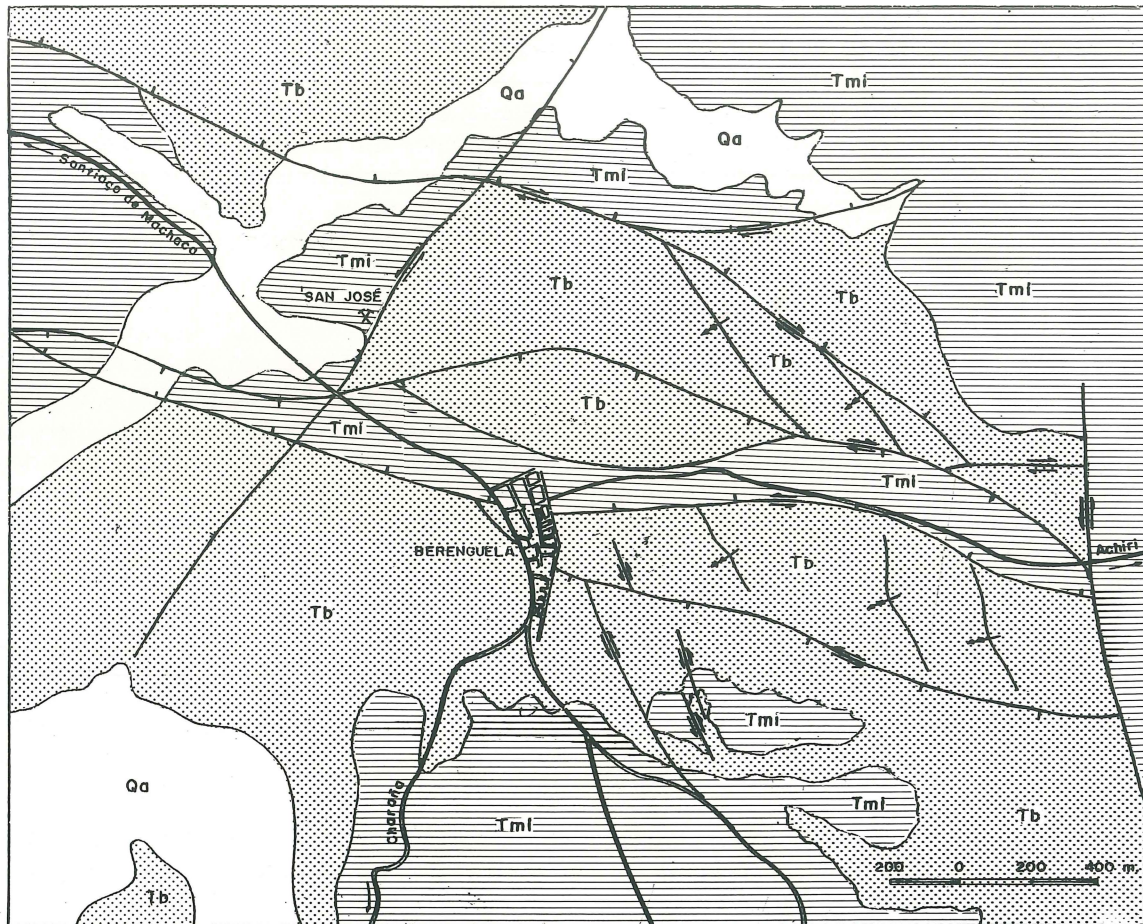 Tb
Qa
Tmi
Qa
Tmi
Santiago de Machaca
Tmi
SAN JOSÉ
Tb
Tb
Tmi
Tb
Tb
Tmi
Tmi
BERENGUELA
Tb
Achiri
Tb
Tmi
Qa
Charaña
Tmi
Tmi
Tb
Tb
200 0 200 400 m.